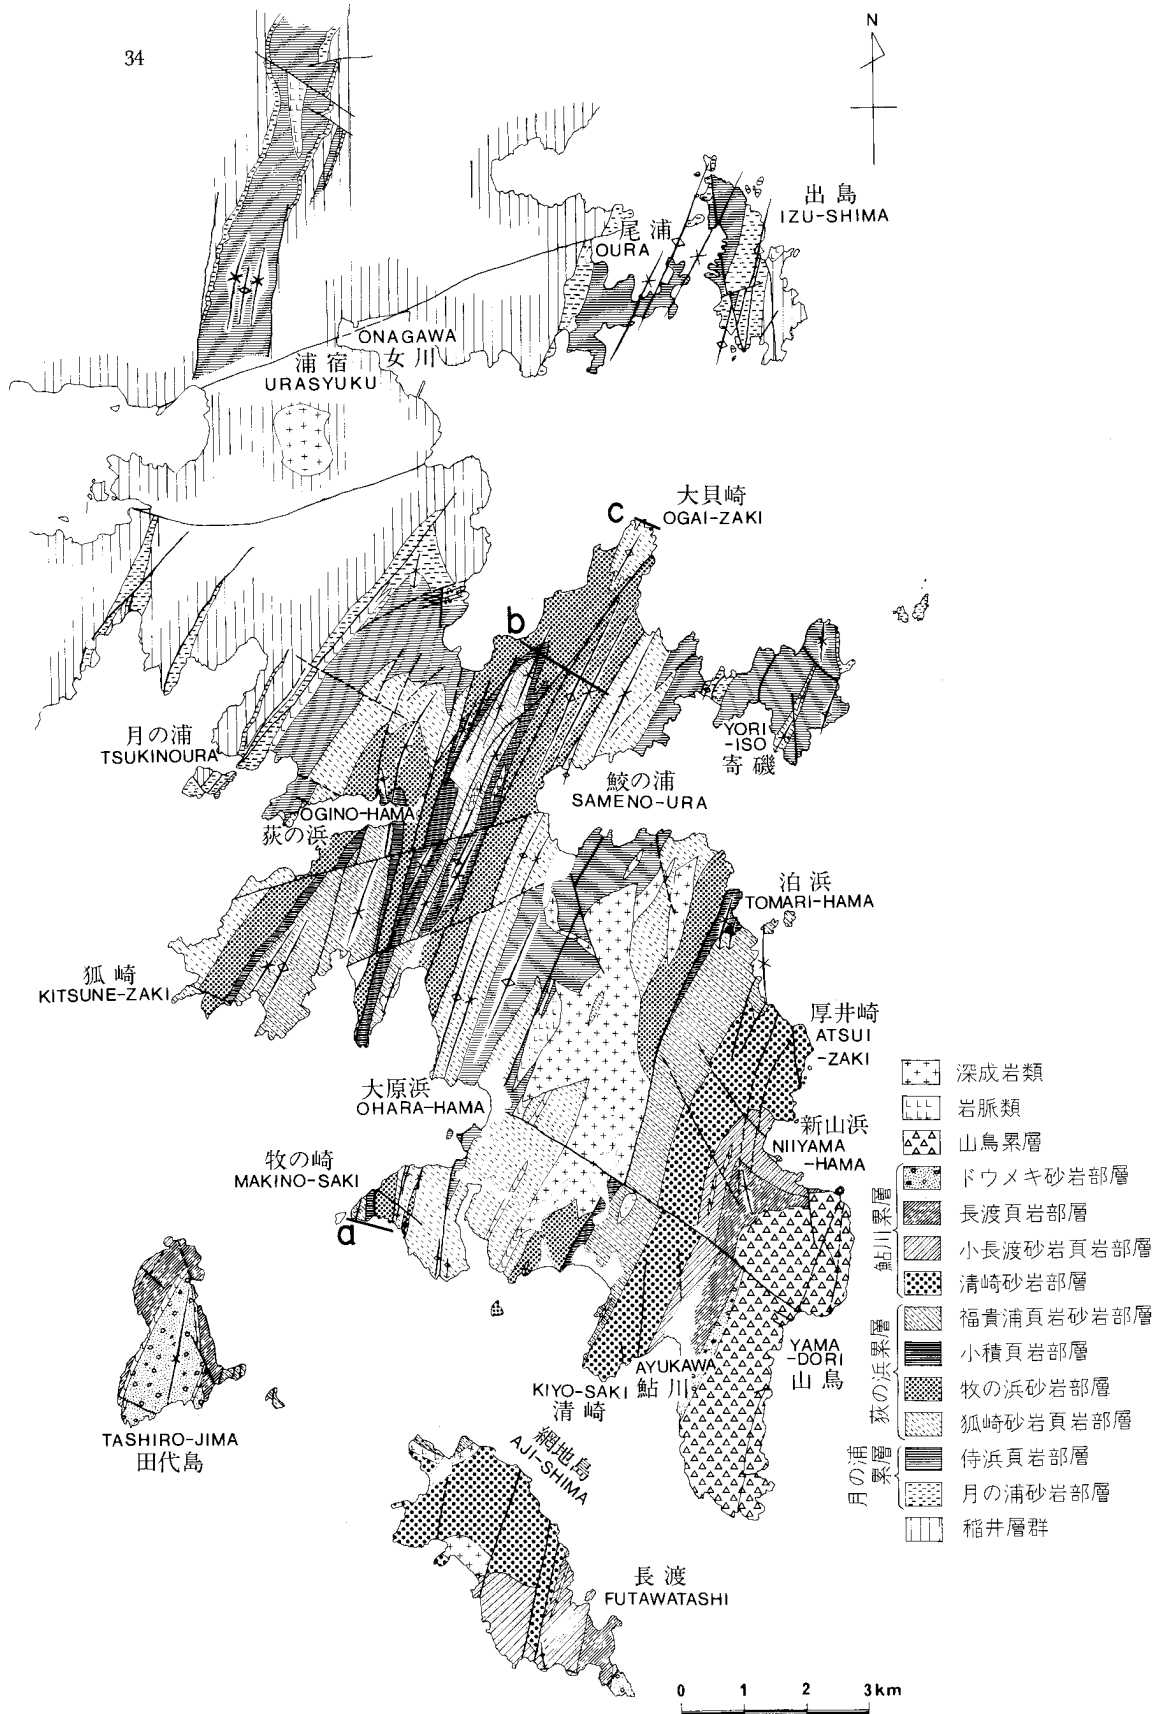 34
N
出島
IZU-SHIMA
尾浦
OURA
ONAGAWA
女川
浦宿
URASYUKU
大貝崎
OGAI-ZAKI
c
b
月の浦
TSUKINOURA
YORI
-ISO
寄磯
鮫の浦
SAMENO-URA
OGINO-HAMA
荻の浜
泊浜
TOMARI-HAMA
狐崎
KITSUNE-ZAKI
厚井崎
ATSUI
-ZAKI
大原浜
OHARA-HAMA
新山浜
NIIYAMA
-HAMA
牧の崎
MAKINO-SAKI
a
YAMA
-DORI
山鳥
AYUKAWA
鮎川
KIYO-SAKI
清崎
TASHIRO-JIMA
田代島
網地島
AJI-SHIMA
長渡
FUTAWATASHI
深成岩類
岩脈類
山鳥累層
鮎川累層
ドウメキ砂岩部層
長渡頁岩部層
小長渡砂岩頁岩部層
清崎砂岩部層
荻の浜累層
福貴浦頁岩砂岩部層
小積頁岩部層
牧の浜砂岩部層
狐崎砂岩頁岩部層
月の浦累層
侍浜頁岩部層
月の浦砂岩部層
稲井層群
0 1 2 3km